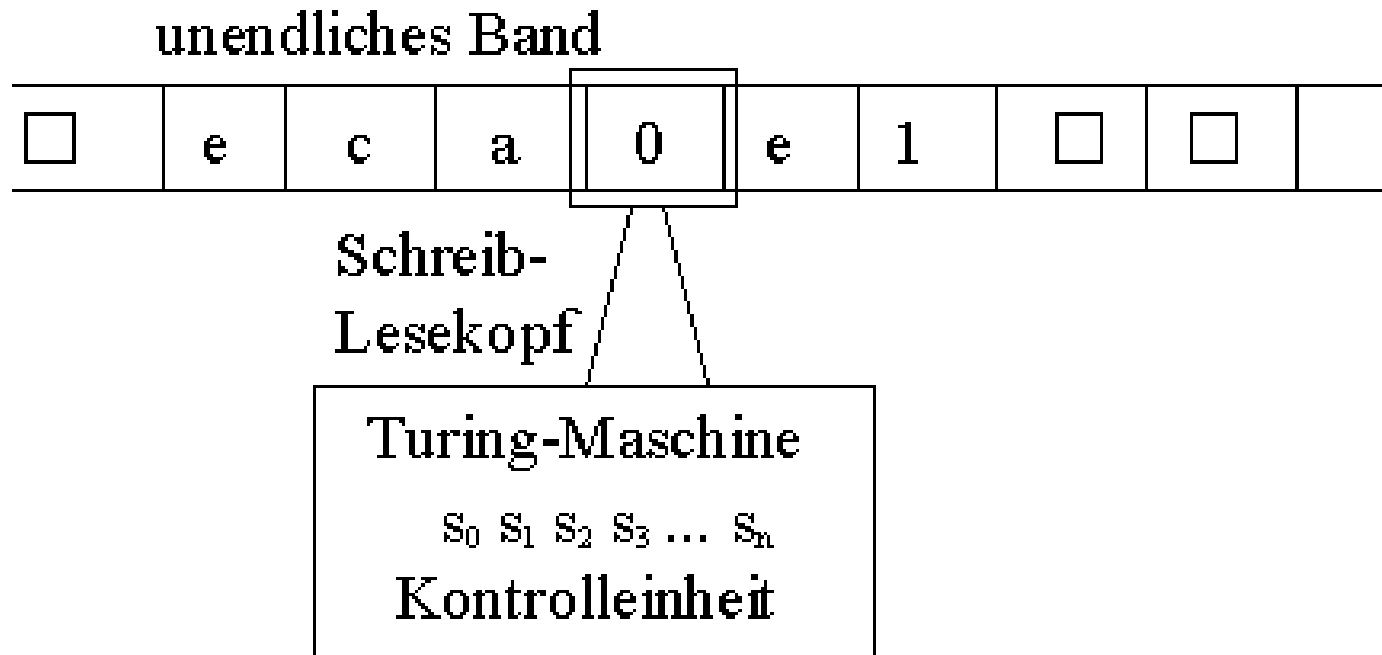 unendliches Band
□ e c a 0 e 1 □ □
Schreib-
Lesekopf
Turing-Maschine
s₀ s₁ s₂ s₃ ... sₙ
Kontrolleinheit